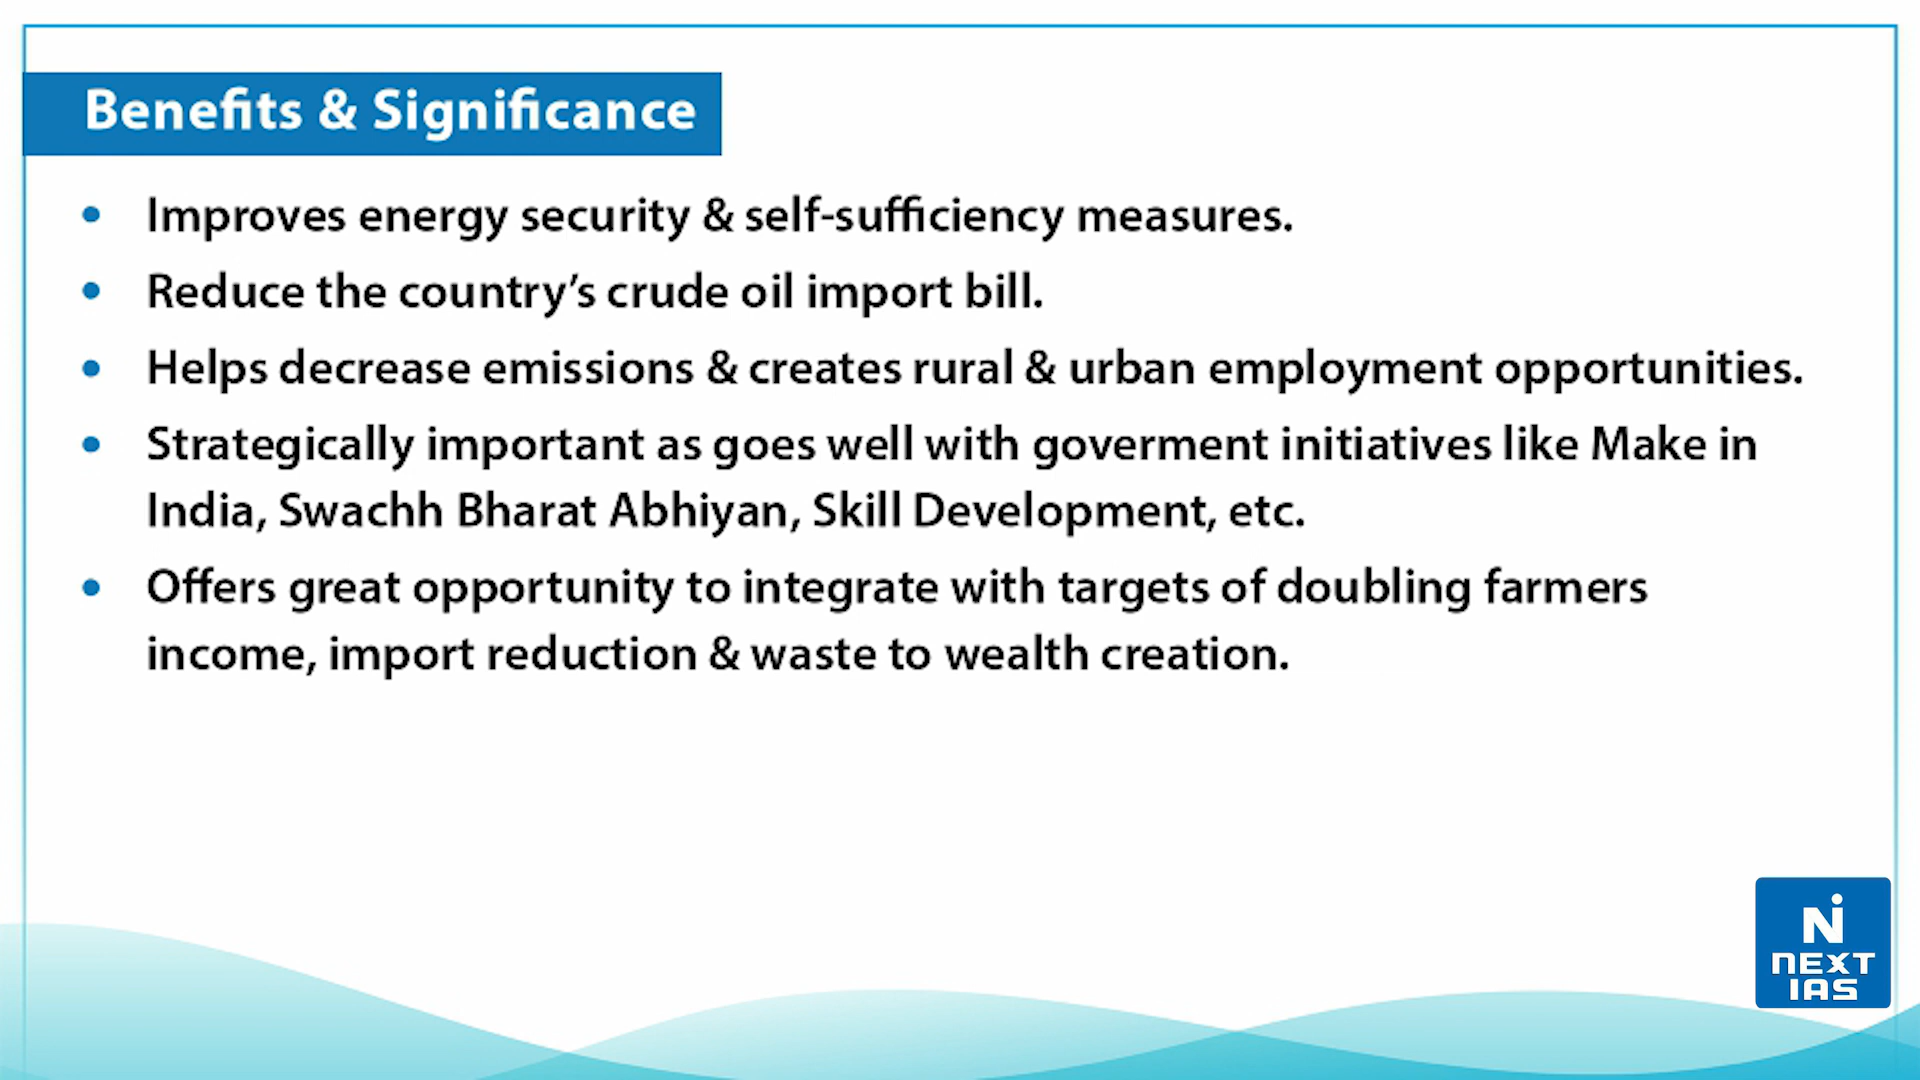 Benefits & Significance
• Improves energy security & self-sufficiency measures.
• Reduce the country’s crude oil import bill.
• Helps decrease emissions & creates rural & urban employment opportunities.
• Strategically important as goes well with goverment initiatives like Make in
India, Swachh Bharat Abhiyan, Skill Development, etc.
• Offers great opportunity to integrate with targets of doubling farmers
income, import reduction & waste to wealth creation.
N
NEXT
IAS